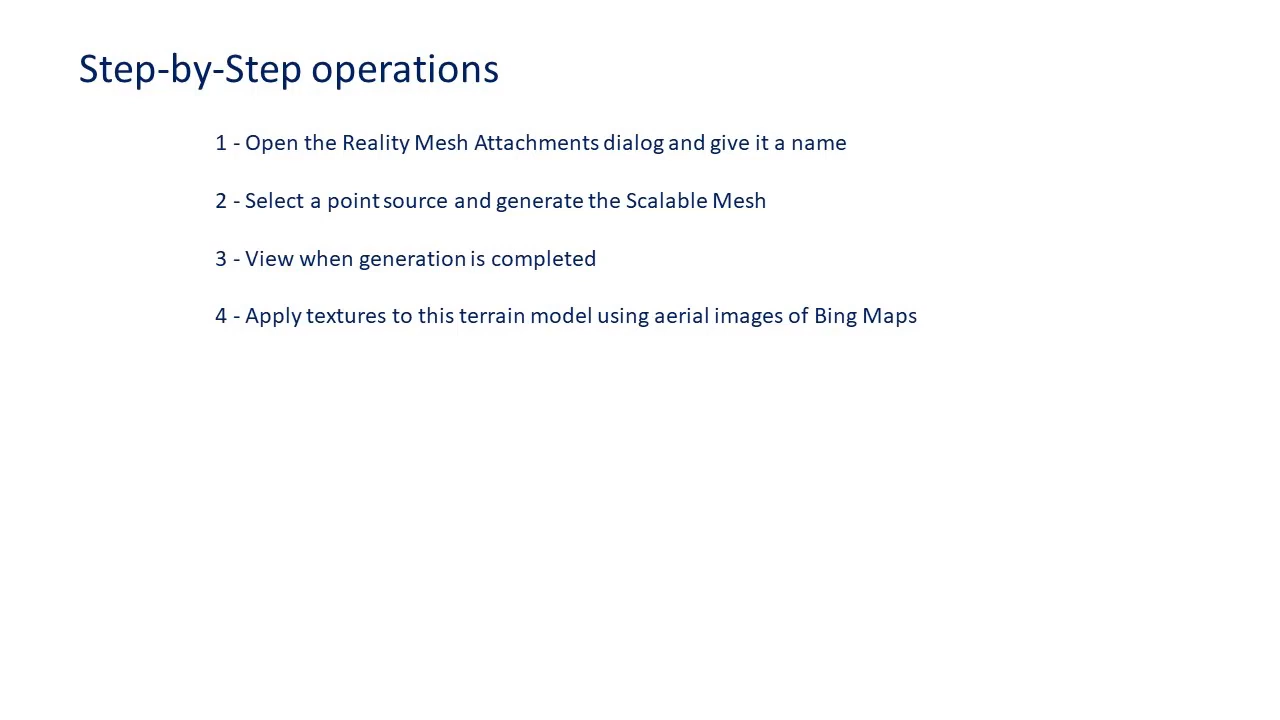 Step-by-Step operations
1 - Open the Reality Mesh Attachments dialog and give it a name
2 - Select a point source and generate the Scalable Mesh
3 - View when generation is completed
4 - Apply textures to this terrain model using aerial images of Bing Maps